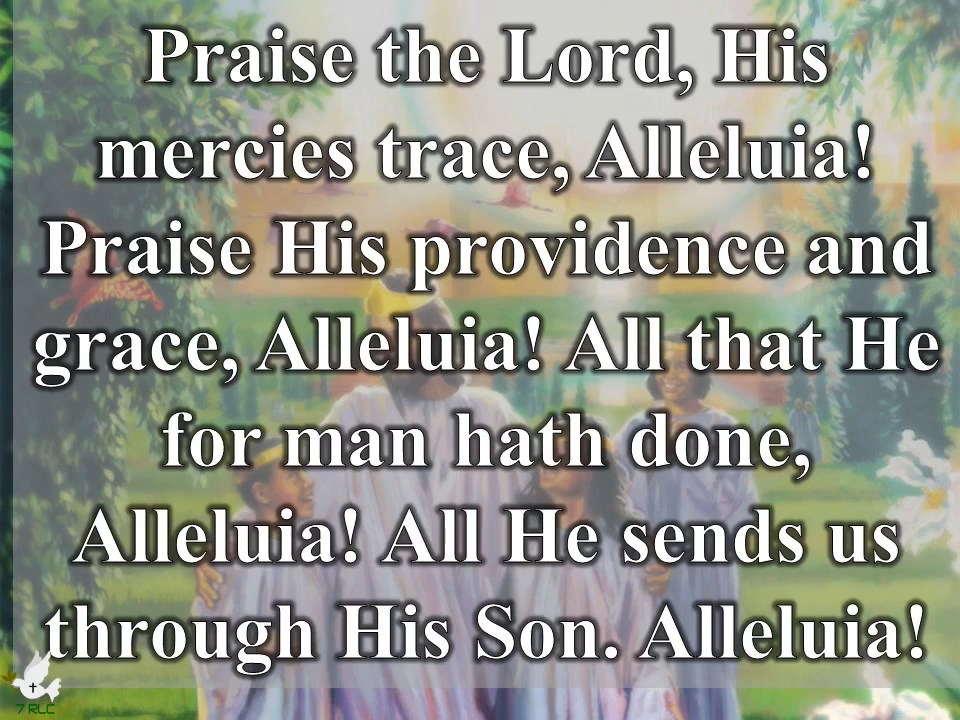 Praise the Lord, His
mercies trace, Alleluia!
Praise His providence and
grace, Alleluia! All that He
for man hath done,
Alleluia! All He sends us
through His Son. Alleluia!
7 RLC